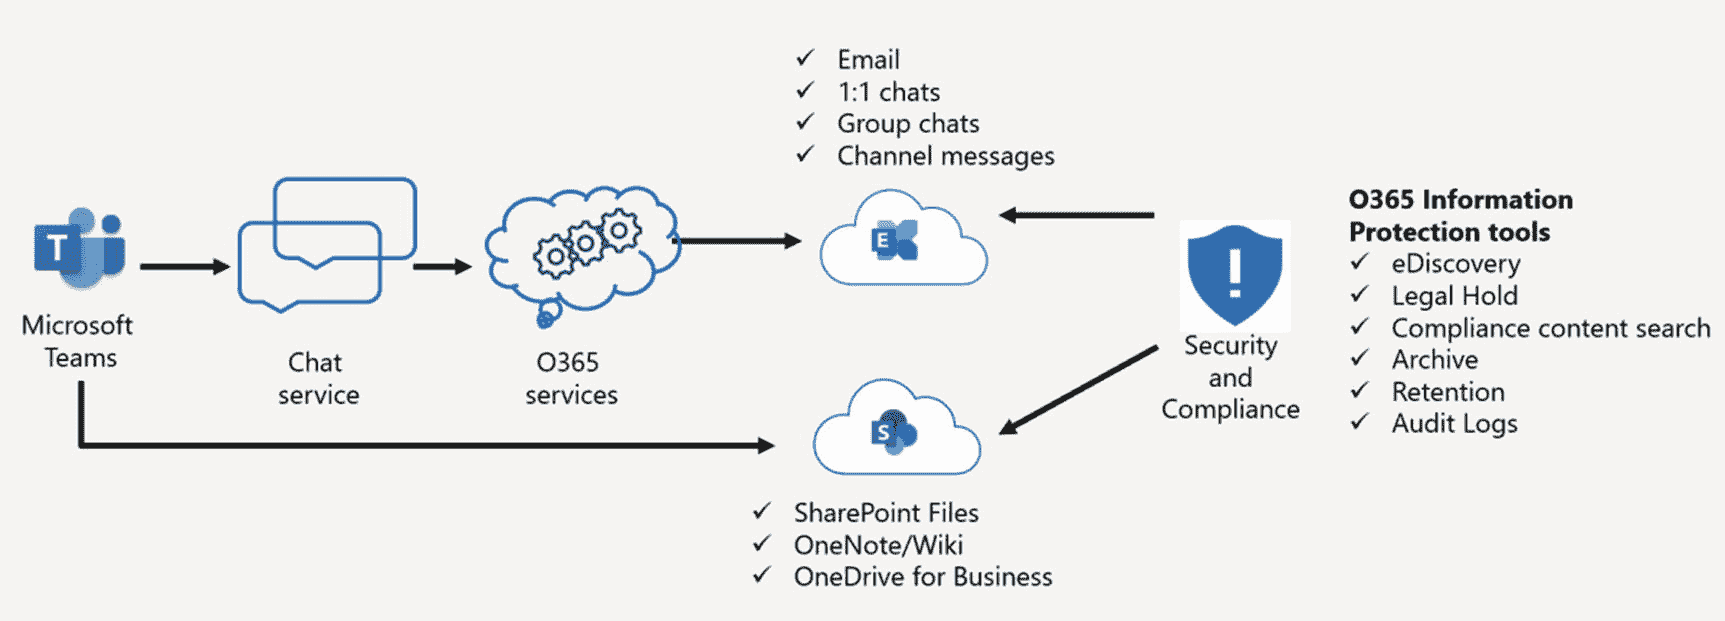 Email
1:1 chats
Group chats
Channel messages
T
Microsoft
Teams
Chat
service
O365
services
E
S
SharePoint Files
OneNote/Wiki
OneDrive for Business
!
Security
and
Compliance
O365 Information
Protection tools
eDiscovery
Legal Hold
Compliance content search
Archive
Retention
Audit Logs